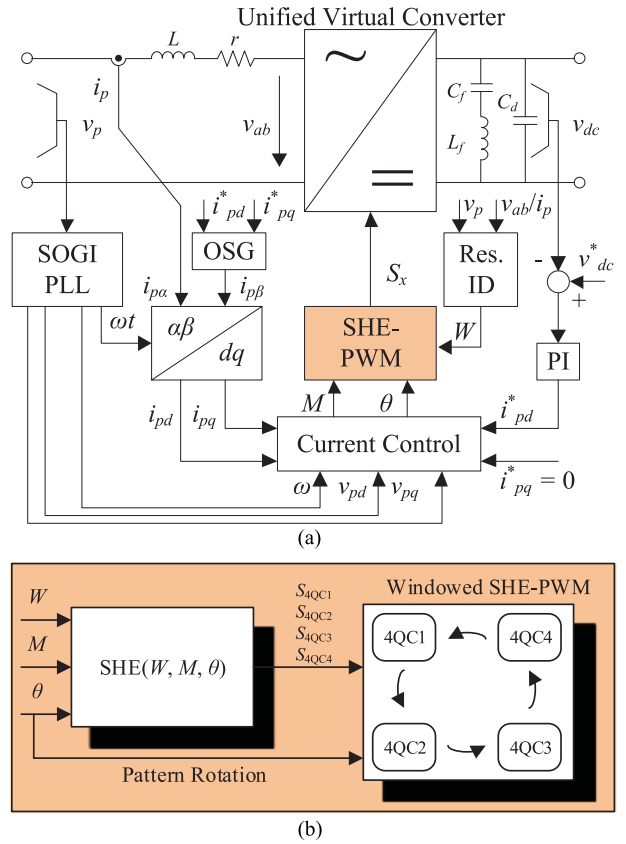 Unified Virtual Converter
L
r
~
=
i_p
v_p
v_ab
C_f
C_d
L_f
v_dc
i*_pd
i*_pq
v_p
v_ab/i_p
SOGI
PLL
OSG
Res.
ID
-
v*_dc
+
S_x
i_pα
i_pβ
ωt
αβ
dq
SHE-
PWM
W
PI
M
θ
i_pd
i_pq
i*_pd
Current Control
i*_pq = 0
ω
v_pd
v_pq
(a)
W
M
θ
SHE(W, M, θ)
S_4QC1
S_4QC2
S_4QC3
S_4QC4
Windowed SHE-PWM
4QC1
4QC4
4QC2
4QC3
Pattern Rotation
(b)